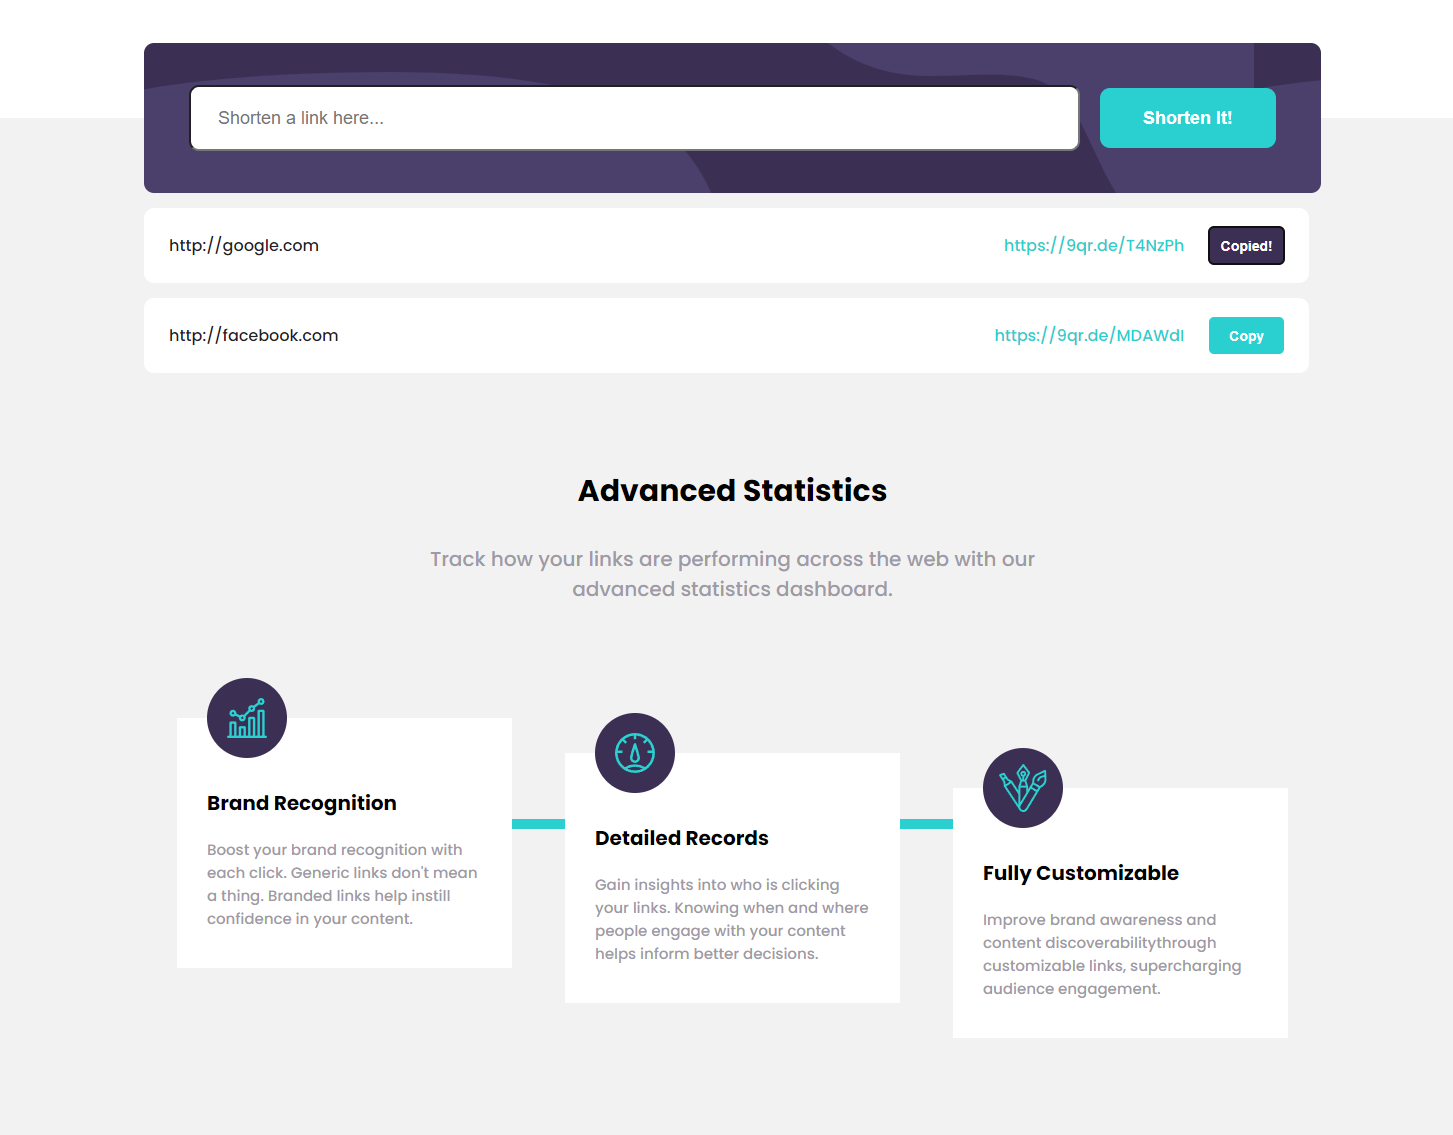 Shorten a link here...
Shorten It!
http://google.com
https://9qr.de/T4NzPh
Copied!
http://facebook.com
https://9qr.de/MDAWdI
Copy
Advanced Statistics
Track how your links are performing across the web with our
advanced statistics dashboard.
Brand Recognition
Boost your brand recognition with
each click. Generic links don't mean
a thing. Branded links help instill
confidence in your content.
Detailed Records
Gain insights into who is clicking
your links. Knowing when and where
people engage with your content
helps inform better decisions.
Fully Customizable
Improve brand awareness and
content discoverabilitythrough
customizable links, supercharging
audience engagement.